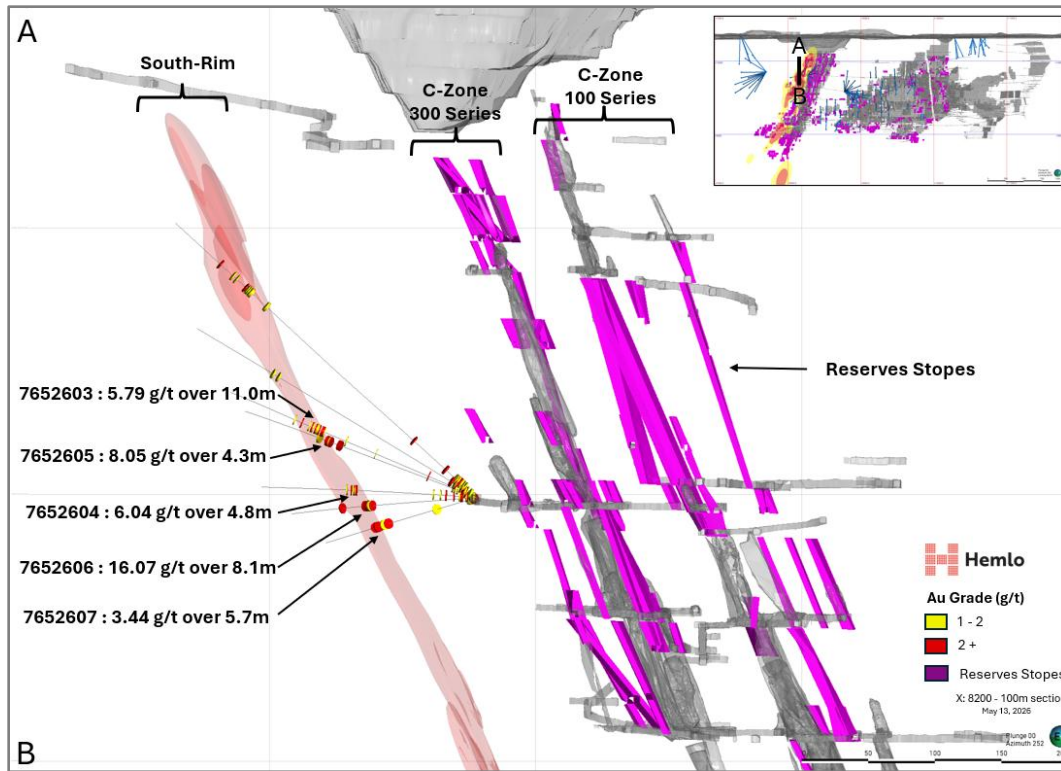 A
South-Rim
C-Zone
300 Series
C-Zone
100 Series
A
B
Reserves Stopes
7652603 : 5.79 g/t over 11.0m
7652605 : 8.05 g/t over 4.3m
7652604 : 6.04 g/t over 4.8m
7652606 : 16.07 g/t over 8.1m
7652607 : 3.44 g/t over 5.7m
Hemlo
Au Grade (g/t)
1 - 2
2 +
Reserves Stopes
X: 8200 - 100m section
May 13, 2026
Plunge 00
Azimuth 252
0 50 100 150
B